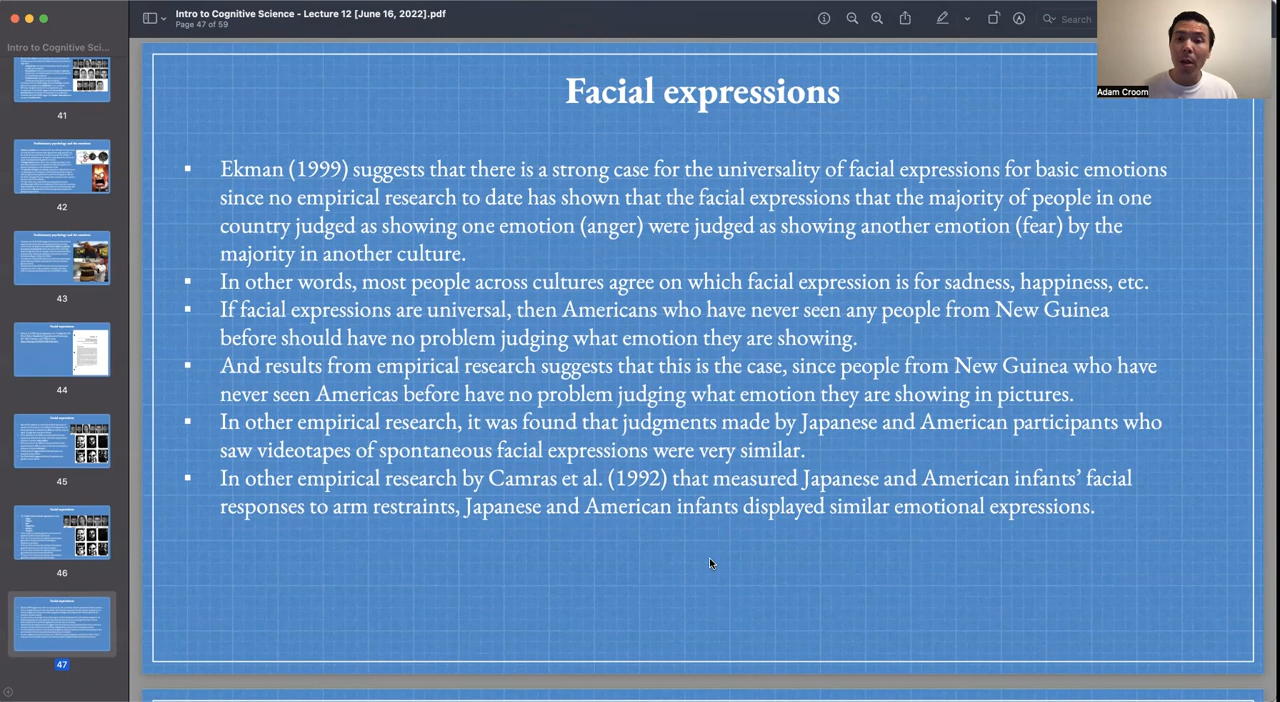 Intro to Cognitive Science - Lecture 12 [June 16, 2022].pdf
Page 47 of 59
Search
Intro to Cognitive Sci...
Adam Croom
41
42
43
44
45
46
47
Facial expressions
▪ Ekman (1999) suggests that there is a strong case for the universality of facial expressions for basic emotions
since no empirical research to date has shown that the facial expressions that the majority of people in one
country judged as showing one emotion (anger) were judged as showing another emotion (fear) by the
majority in another culture.
▪ In other words, most people across cultures agree on which facial expression is for sadness, happiness, etc.
▪ If facial expressions are universal, then Americans who have never seen any people from New Guinea
before should have no problem judging what emotion they are showing.
▪ And results from empirical research suggests that this is the case, since people from New Guinea who have
never seen Americas before have no problem judging what emotion they are showing in pictures.
▪ In other empirical research, it was found that judgments made by Japanese and American participants who
saw videotapes of spontaneous facial expressions were very similar.
▪ In other empirical research by Camras et al. (1992) that measured Japanese and American infants’ facial
responses to arm restraints, Japanese and American infants displayed similar emotional expressions.